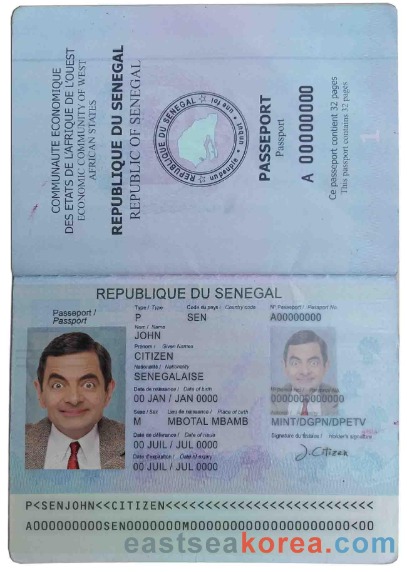 COMMUNAUTE ECONOMIQUE
DES ETATS DE L'AFRIQUE DE L'OUEST
ECONOMIC COMMUNITY OF WEST
AFRICAN STATES
REPUBLIQUE DU SENEGAL
REPUBLIC OF SENEGAL
REPUBLIQUE DU SENEGAL
un peuple un but une foi
PASSEPORT
Passport
A 00000000
Ce passeport contient 32 pages
This passport contains 32 pages
1
REPUBLIQUE DU SENEGAL
Passeport /
Passport
Type / Type Code du pays / Country code N° Passeport / Passport No.
P SEN A00000000
Nom / Name
JOHN
Prénom / Given Names
CITIZEN
Nationalité / Nationality
SENEGALAISE
Date de naissance / Date of birth
00 JAN / JAN 0000 000000000000
Sexe / Sex Lieu de naissance / Place of birth
M MBOTAL MBAMB MINT/DGPN/DPETV
Date de délivrance / Date of issue Signature du titulaire / Holder's signature
00 JUIL / JUL 0000
J.Citizen
Date d'expiration / Date of expiry
00 JUIL / JUL 0000
P<SENJOHN<<CITIZEN<<<<<<<<<<<<<<<<<<<<<<<<<<
A000000000SEN0000000M00000000000000000000<00
eastseakorea.com